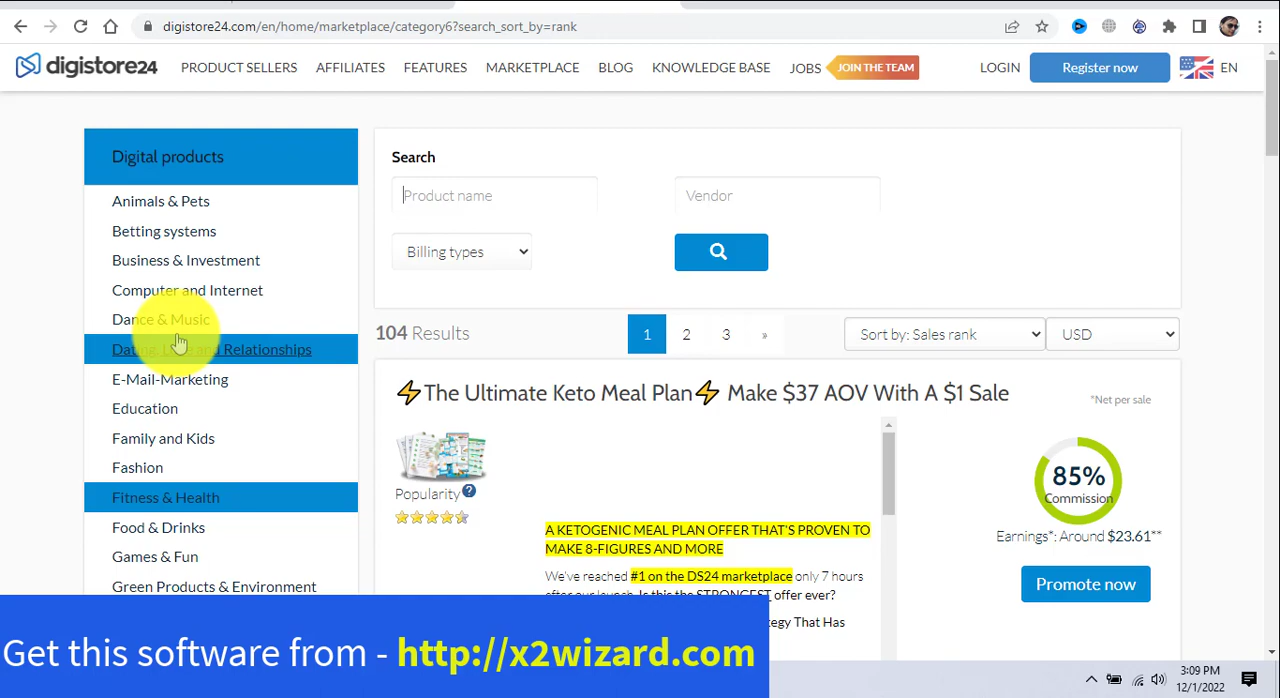 digistore24.com/en/home/marketplace/category6?search_sort_by=rank
digistore24 PRODUCT SELLERS AFFILIATES FEATURES MARKETPLACE BLOG KNOWLEDGE BASE JOBS JOIN THE TEAM LOGIN Register now EN
Digital products
Animals & Pets
Betting systems
Business & Investment
Computer and Internet
Dance & Music
Dating, Love and Relationships
E-Mail-Marketing
Education
Family and Kids
Fashion
Fitness & Health
Food & Drinks
Games & Fun
Green Products & Environment
Search
Product name Vendor
Billing types
104 Results 1 2 3 » Sort by: Sales rank USD
⚡The Ultimate Keto Meal Plan⚡ Make $37 AOV With A $1 Sale
*Net per sale
Popularity ?
A KETOGENIC MEAL PLAN OFFER THAT'S PROVEN TO
MAKE 8-FIGURES AND MORE
We've reached #1 on the DS24 marketplace only 7 hours
after our launch. Is this the STRONGEST offer ever?
85%
Commission
Earnings*: Around $23.61**
Promote now
tegy That Has
Get this software from - http://x2wizard.com
3:09 PM
12/1/2022